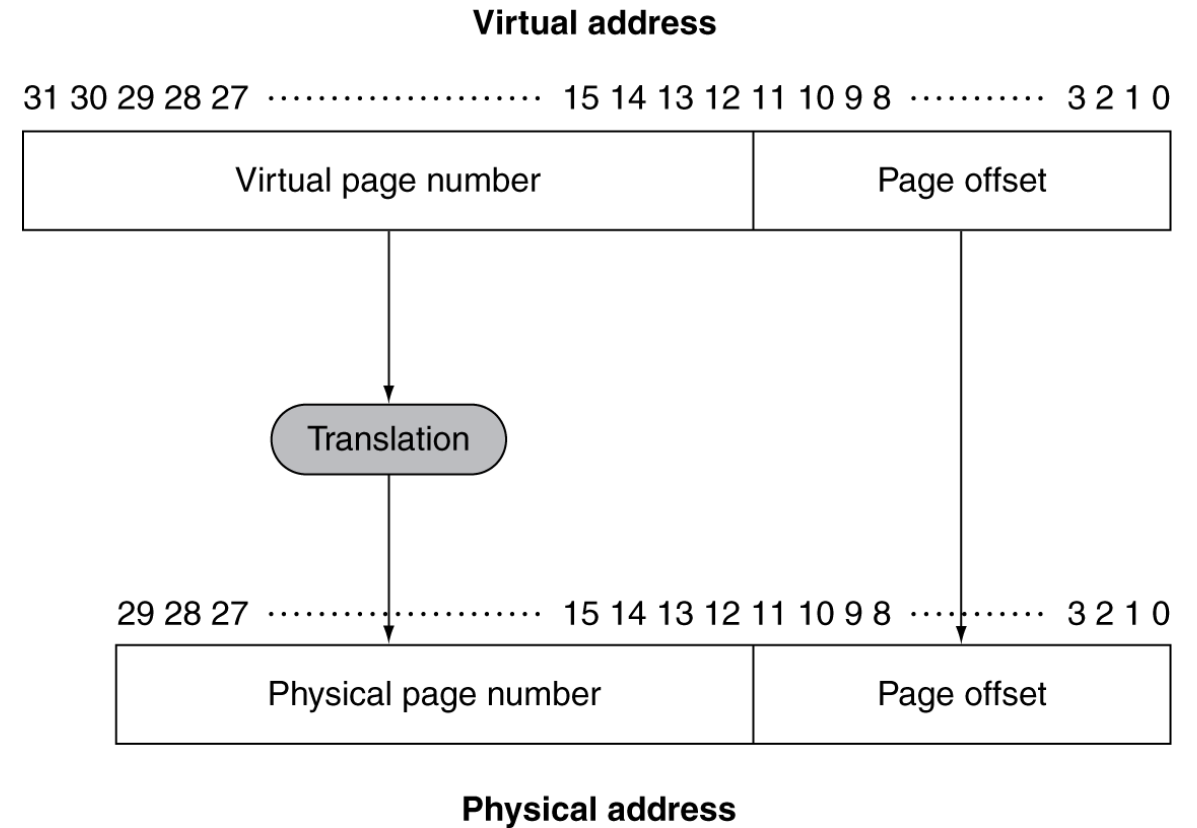 Virtual address
31 30 29 28 27 ······················ 15 14 13 12 11 10 9 8 ··········· 3 2 1 0
Virtual page number Page offset
Translation
29 28 27 ······················ 15 14 13 12 11 10 9 8 ··········· 3 2 1 0
Physical page number Page offset
Physical address